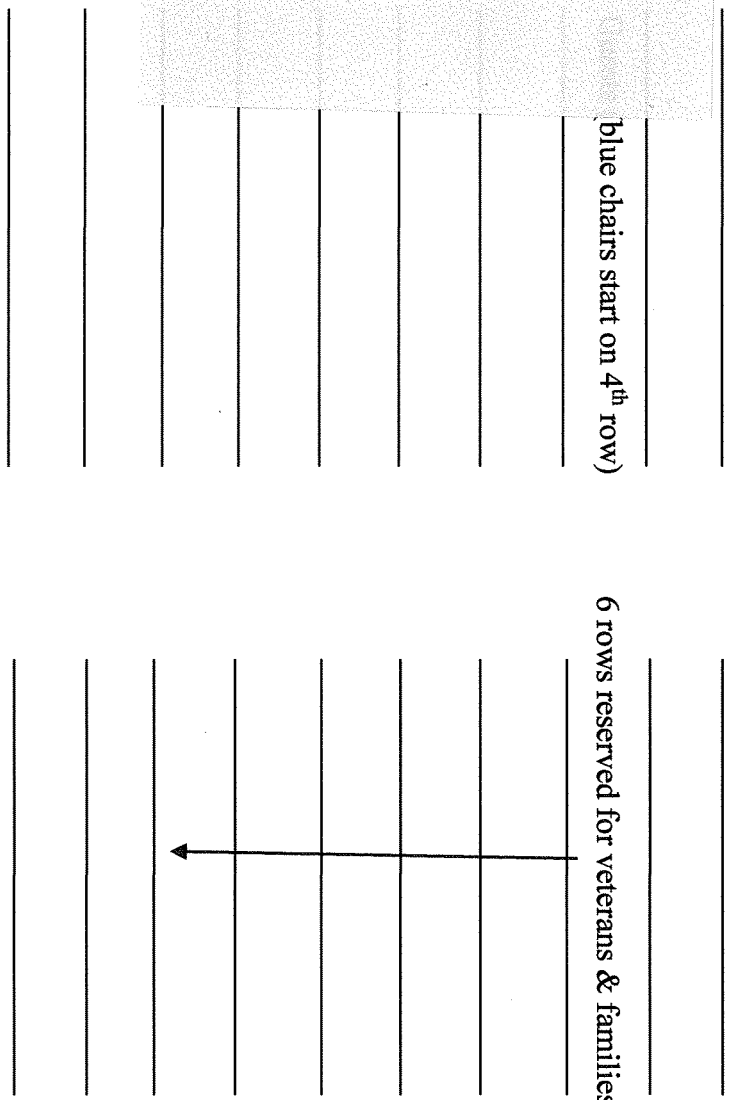 (blue chairs start on 4th row)
6 rows reserved for veterans & families